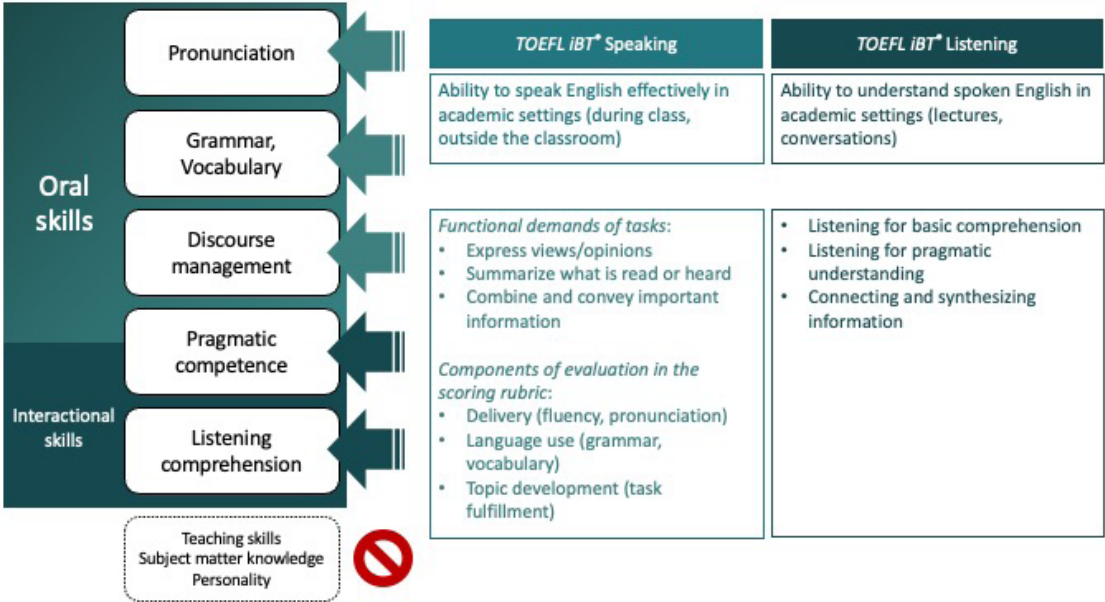 Oral
skills
Interactional
skills
Pronunciation
Grammar,
Vocabulary
Discourse
management
Pragmatic
competence
Listening
comprehension
Teaching skills
Subject matter knowledge
Personality
TOEFL iBT® Speaking
Ability to speak English effectively in
academic settings (during class,
outside the classroom)
Functional demands of tasks:
• Express views/opinions
• Summarize what is read or heard
• Combine and convey important
information
Components of evaluation in the
scoring rubric:
• Delivery (fluency, pronunciation)
• Language use (grammar,
vocabulary)
• Topic development (task
fulfillment)
TOEFL iBT® Listening
Ability to understand spoken English in
academic settings (lectures,
conversations)
• Listening for basic comprehension
• Listening for pragmatic
understanding
• Connecting and synthesizing
information